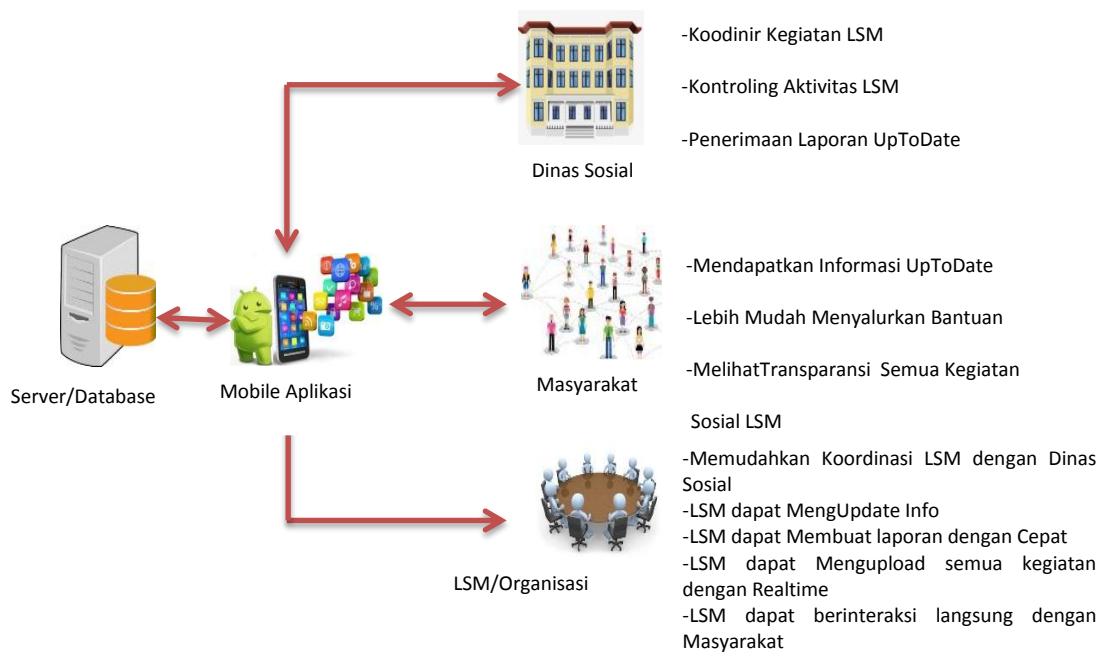 -Koodinir Kegiatan LSM
-Kontroling Aktivitas LSM
-Penerimaan Laporan UpToDate
Dinas Sosial
-Mendapatkan Informasi UpToDate
-Lebih Mudah Menyalurkan Bantuan
-MelihatTransparansi Semua Kegiatan
Sosial LSM
Server/Database
Mobile Aplikasi
Masyarakat
-Memudahkan Koordinasi LSM dengan Dinas
Sosial
-LSM dapat MengUpdate Info
-LSM dapat Membuat laporan dengan Cepat
-LSM dapat Mengupload semua kegiatan
dengan Realtime
-LSM dapat berinteraksi langsung dengan
Masyarakat
LSM/Organisasi